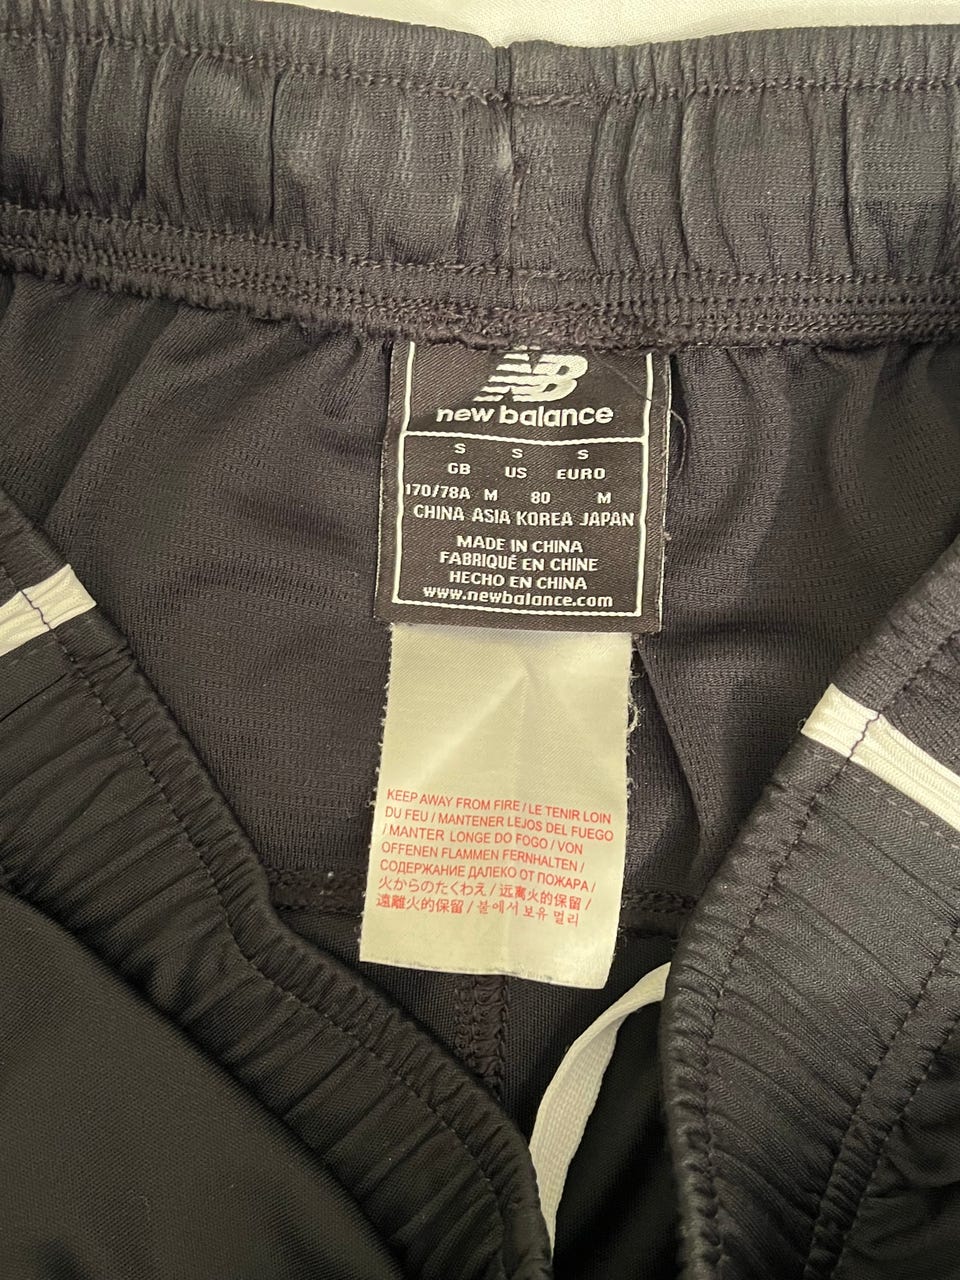 NB
new balance
S S S
GB US EURO
170/78A M 80 M
CHINA ASIA KOREA JAPAN
MADE IN CHINA
FABRIQUÉ EN CHINE
HECHO EN CHINA
www.newbalance.com
KEEP AWAY FROM FIRE / LE TENIR LOIN
DU FEU / MANTENER LEJOS DEL FUEGO
/ MANTER LONGE DO FOGO / VON
OFFENEN FLAMMEN FERNHALTEN /
СОДЕРЖАНИЕ ДАЛЕКО ОТ ПОЖАРА /
火からのたくわえ / 远离火的保留 /
遠離火的保留 / 불에서 보유 멀리